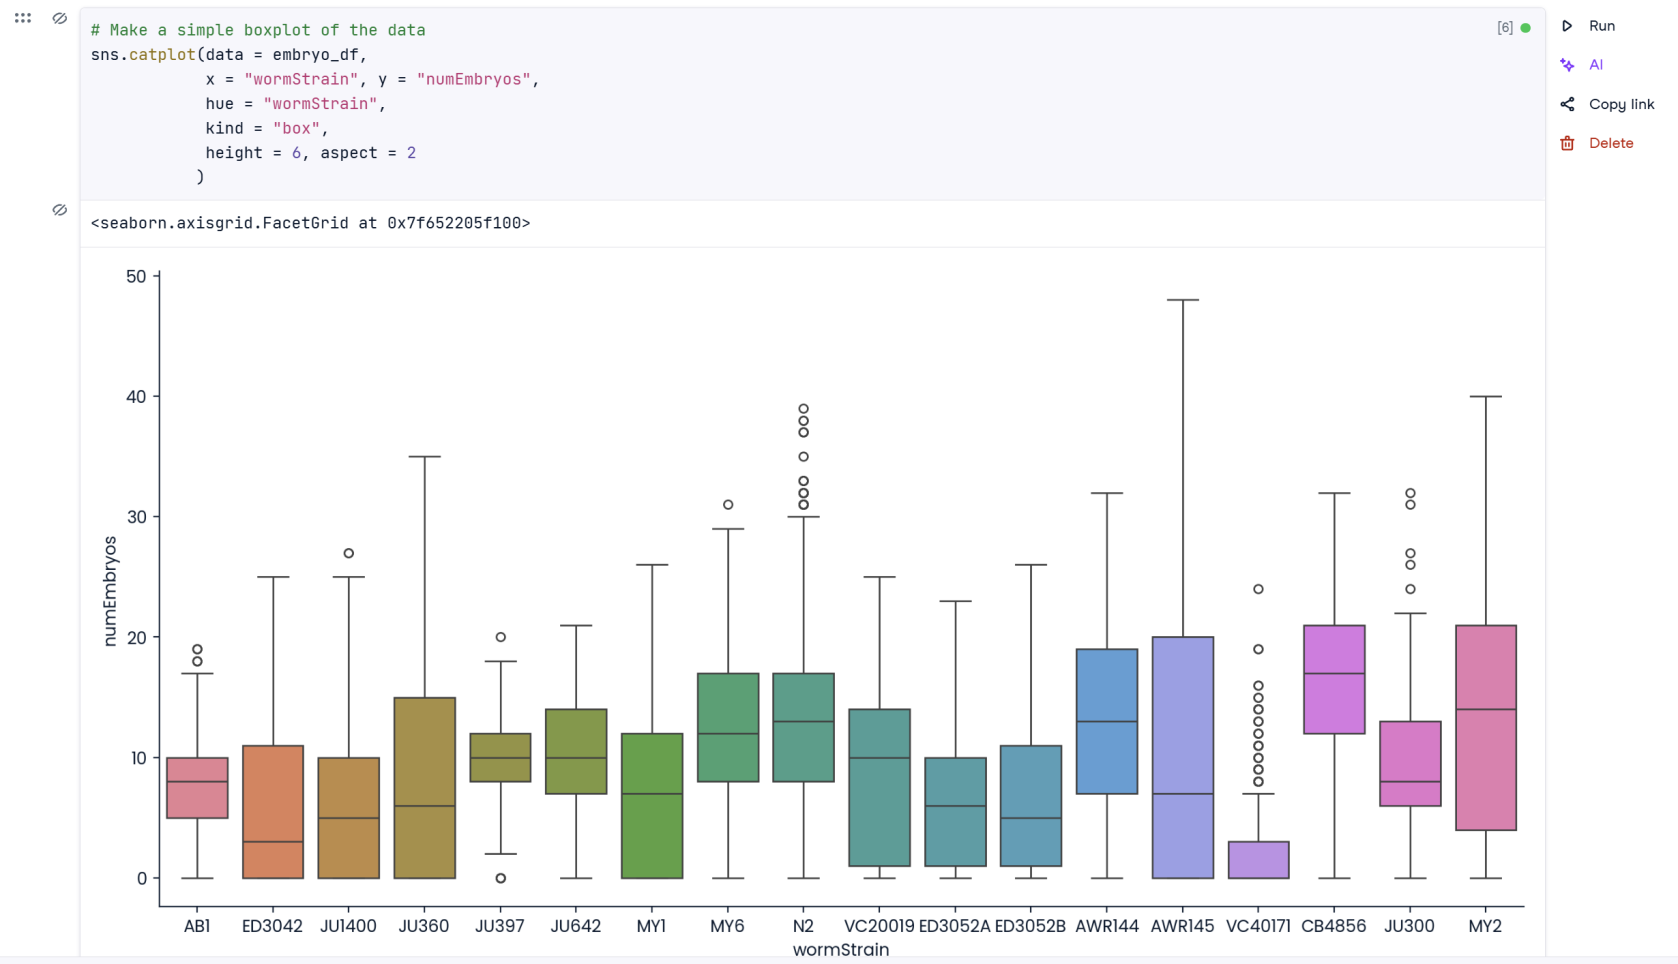 # Make a simple boxplot of the data
[6]
Run
sns.catplot(data = embryo_df,
x = "wormStrain", y = "numEmbryos",
AI
hue = "wormStrain",
Copy link
kind = "box",
Delete
height = 6, aspect = 2
)
<seaborn.axisgrid.FacetGrid at 0x7f652205f100>
50
40
30
20
10
0
numEmbryos
AB1 ED3042 JU1400 JU360 JU397 JU642 MY1 MY6 N2 VC20019 ED3052A ED3052B AWR144 AWR145 VC40171 CB4856 JU300 MY2
wormStrain